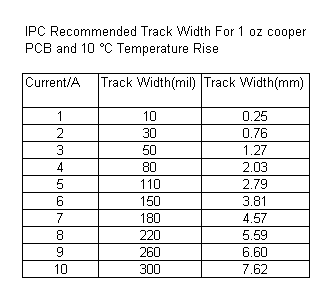 IPC Recommended Track Width For 1 oz cooper
PCB and 10 °C Temperature Rise
Current/A Track Width(mil) Track Width(mm)
1 10 0.25
2 30 0.76
3 50 1.27
4 80 2.03
5 110 2.79
6 150 3.81
7 180 4.57
8 220 5.59
9 260 6.60
10 300 7.62